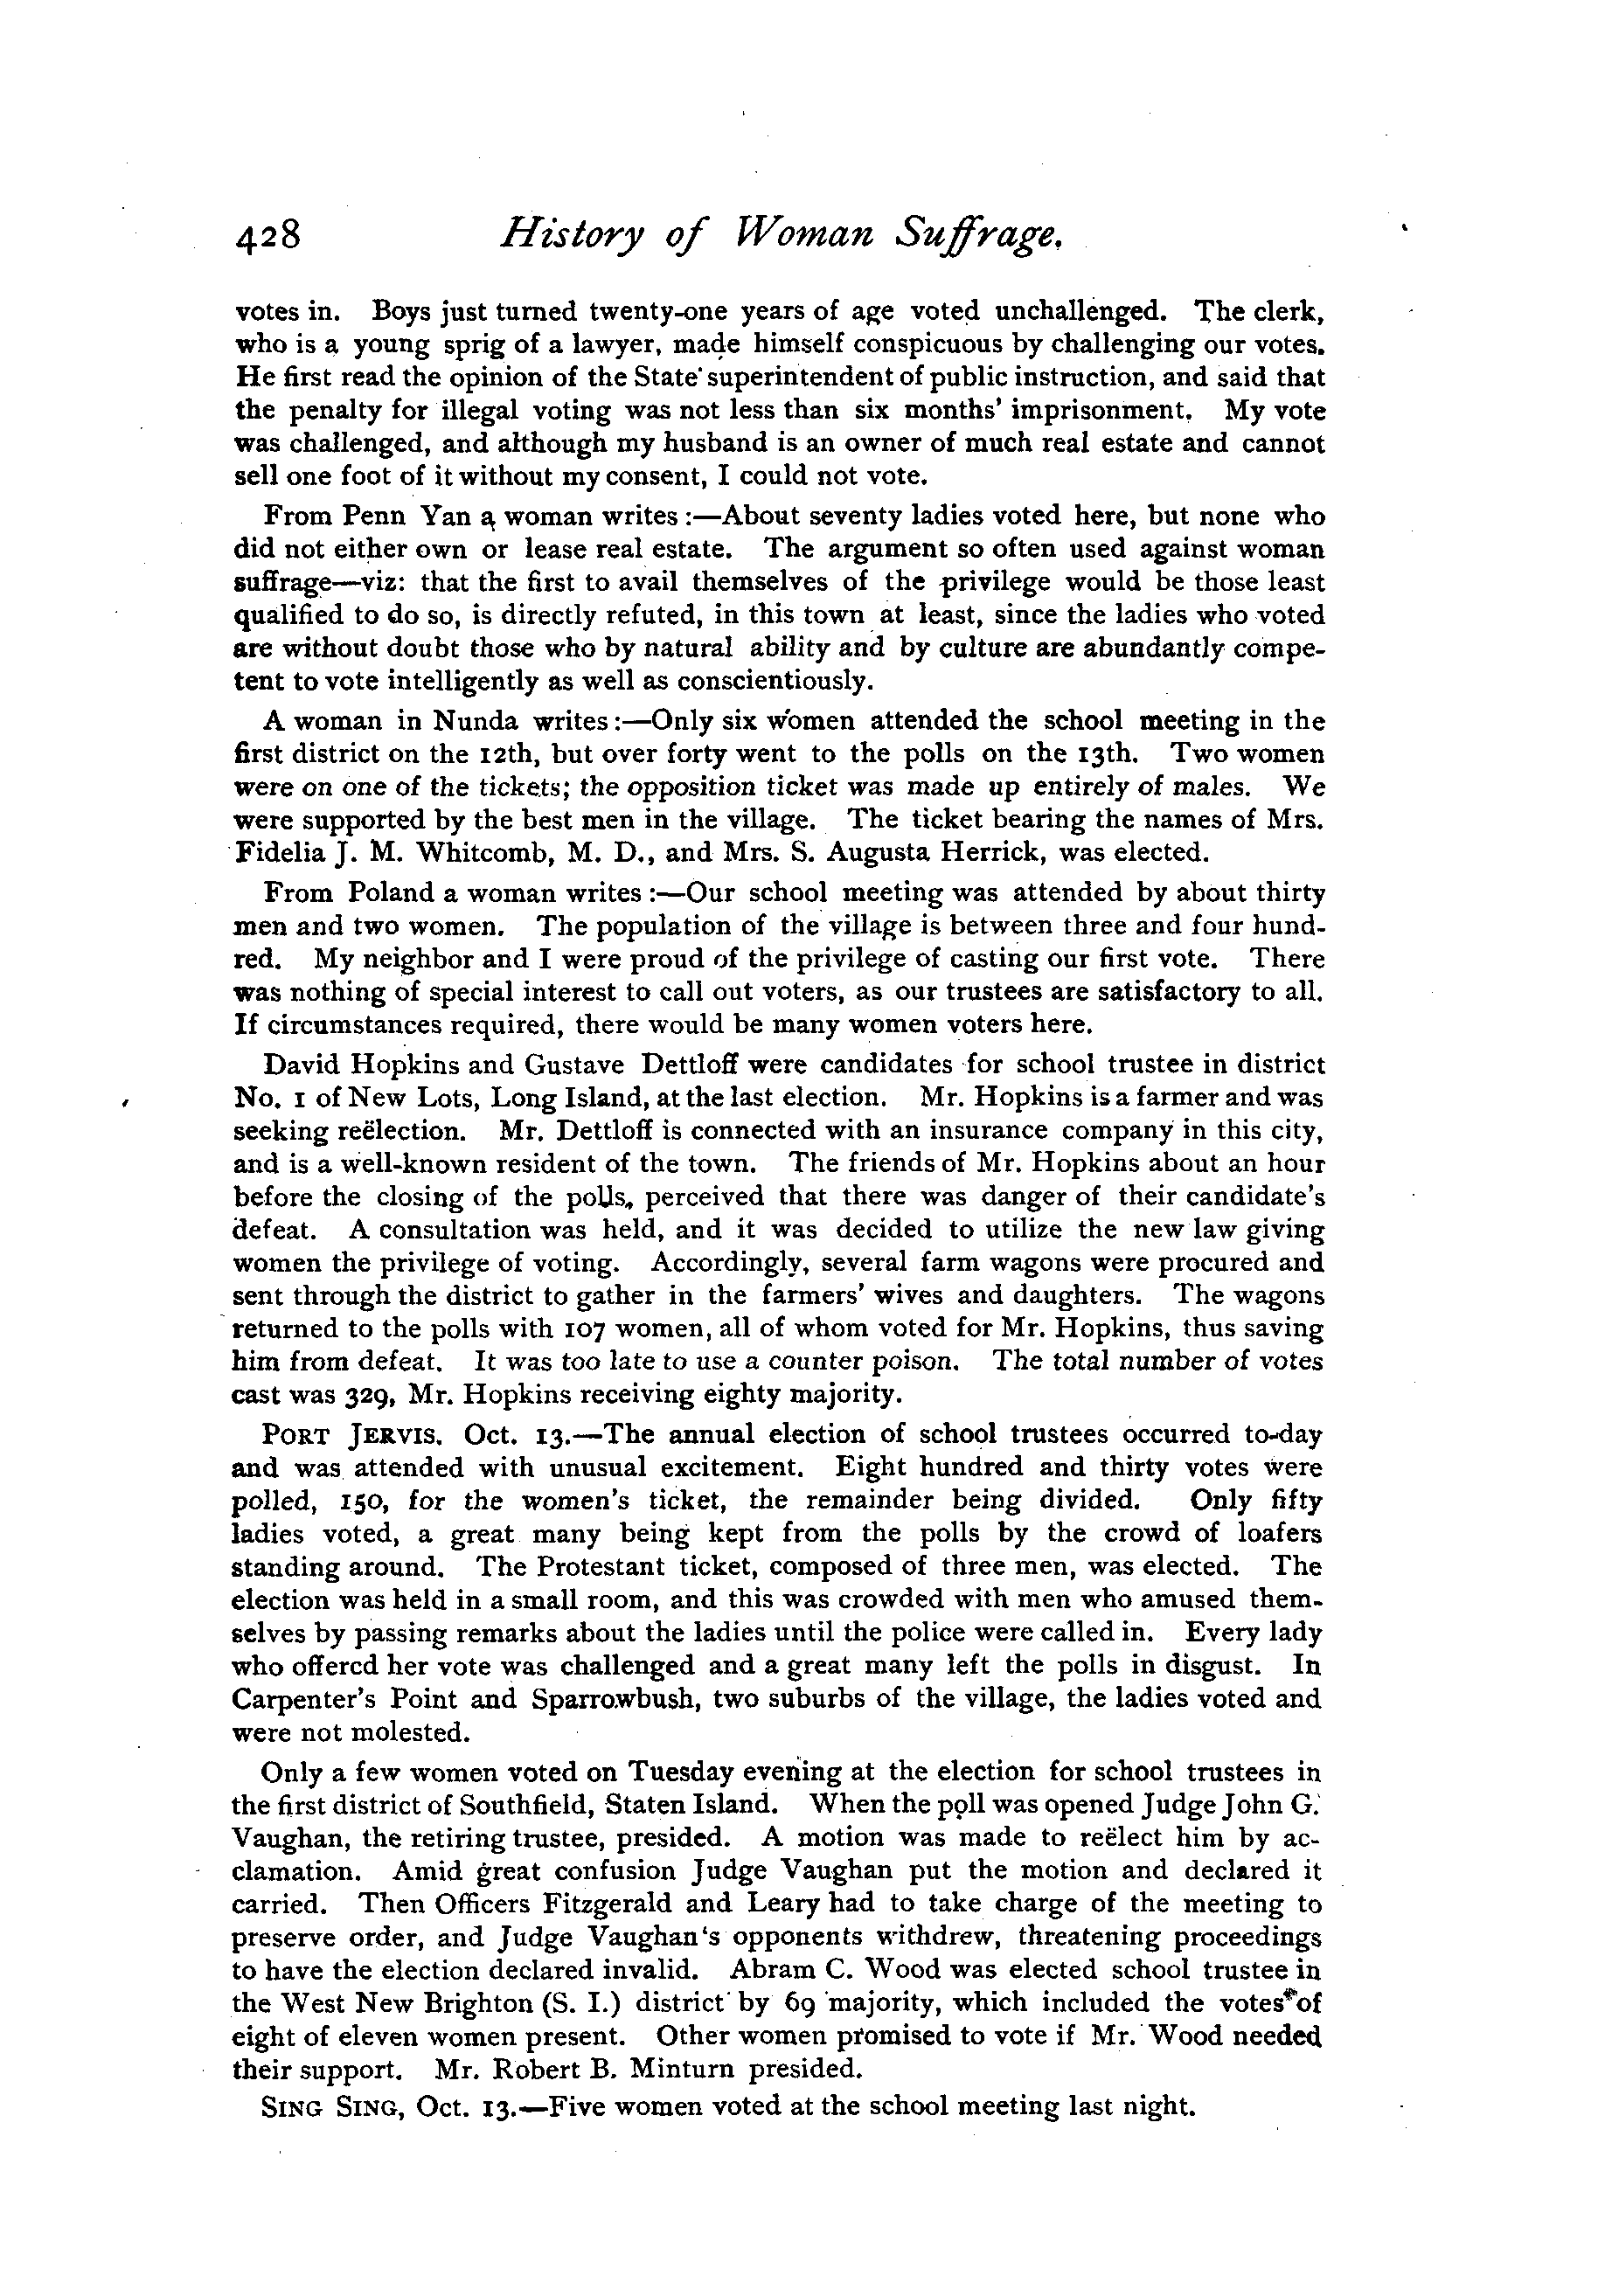 428 History of Woman Suffrage.
votes in. Boys just turned twenty-one years of age voted unchallenged. The clerk,
who is a young sprig of a lawyer, made himself conspicuous by challenging our votes.
He first read the opinion of the State superintendent of public instruction, and said that
the penalty for illegal voting was not less than six months' imprisonment. My vote
was challenged, and although my husband is an owner of much real estate and cannot
sell one foot of it without my consent, I could not vote.
From Penn Yan a woman writes:—About seventy ladies voted here, but none who
did not either own or lease real estate. The argument so often used against woman
suffrage—viz: that the first to avail themselves of the privilege would be those least
qualified to do so, is directly refuted, in this town at least, since the ladies who voted
are without doubt those who by natural ability and by culture are abundantly compe-
tent to vote intelligently as well as conscientiously.
A woman in Nunda writes:—Only six women attended the school meeting in the
first district on the 12th, but over forty went to the polls on the 13th. Two women
were on one of the tickets; the opposition ticket was made up entirely of males. We
were supported by the best men in the village. The ticket bearing the names of Mrs.
Fidelia J. M. Whitcomb, M. D., and Mrs. S. Augusta Herrick, was elected.
From Poland a woman writes:—Our school meeting was attended by about thirty
men and two women. The population of the village is between three and four hund-
red. My neighbor and I were proud of the privilege of casting our first vote. There
was nothing of special interest to call out voters, as our trustees are satisfactory to all.
If circumstances required, there would be many women voters here.
David Hopkins and Gustave Dettloff were candidates for school trustee in district
No. 1 of New Lots, Long Island, at the last election. Mr. Hopkins is a farmer and was
seeking reëlection. Mr. Dettloff is connected with an insurance company in this city,
and is a well-known resident of the town. The friends of Mr. Hopkins about an hour
before the closing of the polls, perceived that there was danger of their candidate's
defeat. A consultation was held, and it was decided to utilize the new law giving
women the privilege of voting. Accordingly, several farm wagons were procured and
sent through the district to gather in the farmers' wives and daughters. The wagons
returned to the polls with 107 women, all of whom voted for Mr. Hopkins, thus saving
him from defeat. It was too late to use a counter poison. The total number of votes
cast was 329, Mr. Hopkins receiving eighty majority.
PORT JERVIS. Oct. 13.—The annual election of school trustees occurred to-day
and was attended with unusual excitement. Eight hundred and thirty votes were
polled, 150, for the women's ticket, the remainder being divided. Only fifty
ladies voted, a great many being kept from the polls by the crowd of loafers
standing around. The Protestant ticket, composed of three men, was elected. The
election was held in a small room, and this was crowded with men who amused them-
selves by passing remarks about the ladies until the police were called in. Every lady
who offered her vote was challenged and a great many left the polls in disgust. In
Carpenter's Point and Sparrowbush, two suburbs of the village, the ladies voted and
were not molested.
Only a few women voted on Tuesday evening at the election for school trustees in
the first district of Southfield, Staten Island. When the poll was opened Judge John G.
Vaughan, the retiring trustee, presided. A motion was made to reëlect him by ac-
clamation. Amid great confusion Judge Vaughan put the motion and declared it
carried. Then Officers Fitzgerald and Leary had to take charge of the meeting to
preserve order, and Judge Vaughan's opponents withdrew, threatening proceedings
to have the election declared invalid. Abram C. Wood was elected school trustee in
the West New Brighton (S. I.) district by 69 majority, which included the votes of
eight of eleven women present. Other women promised to vote if Mr. Wood needed
their support. Mr. Robert B. Minturn presided.
SING SING, Oct. 13.—Five women voted at the school meeting last night.